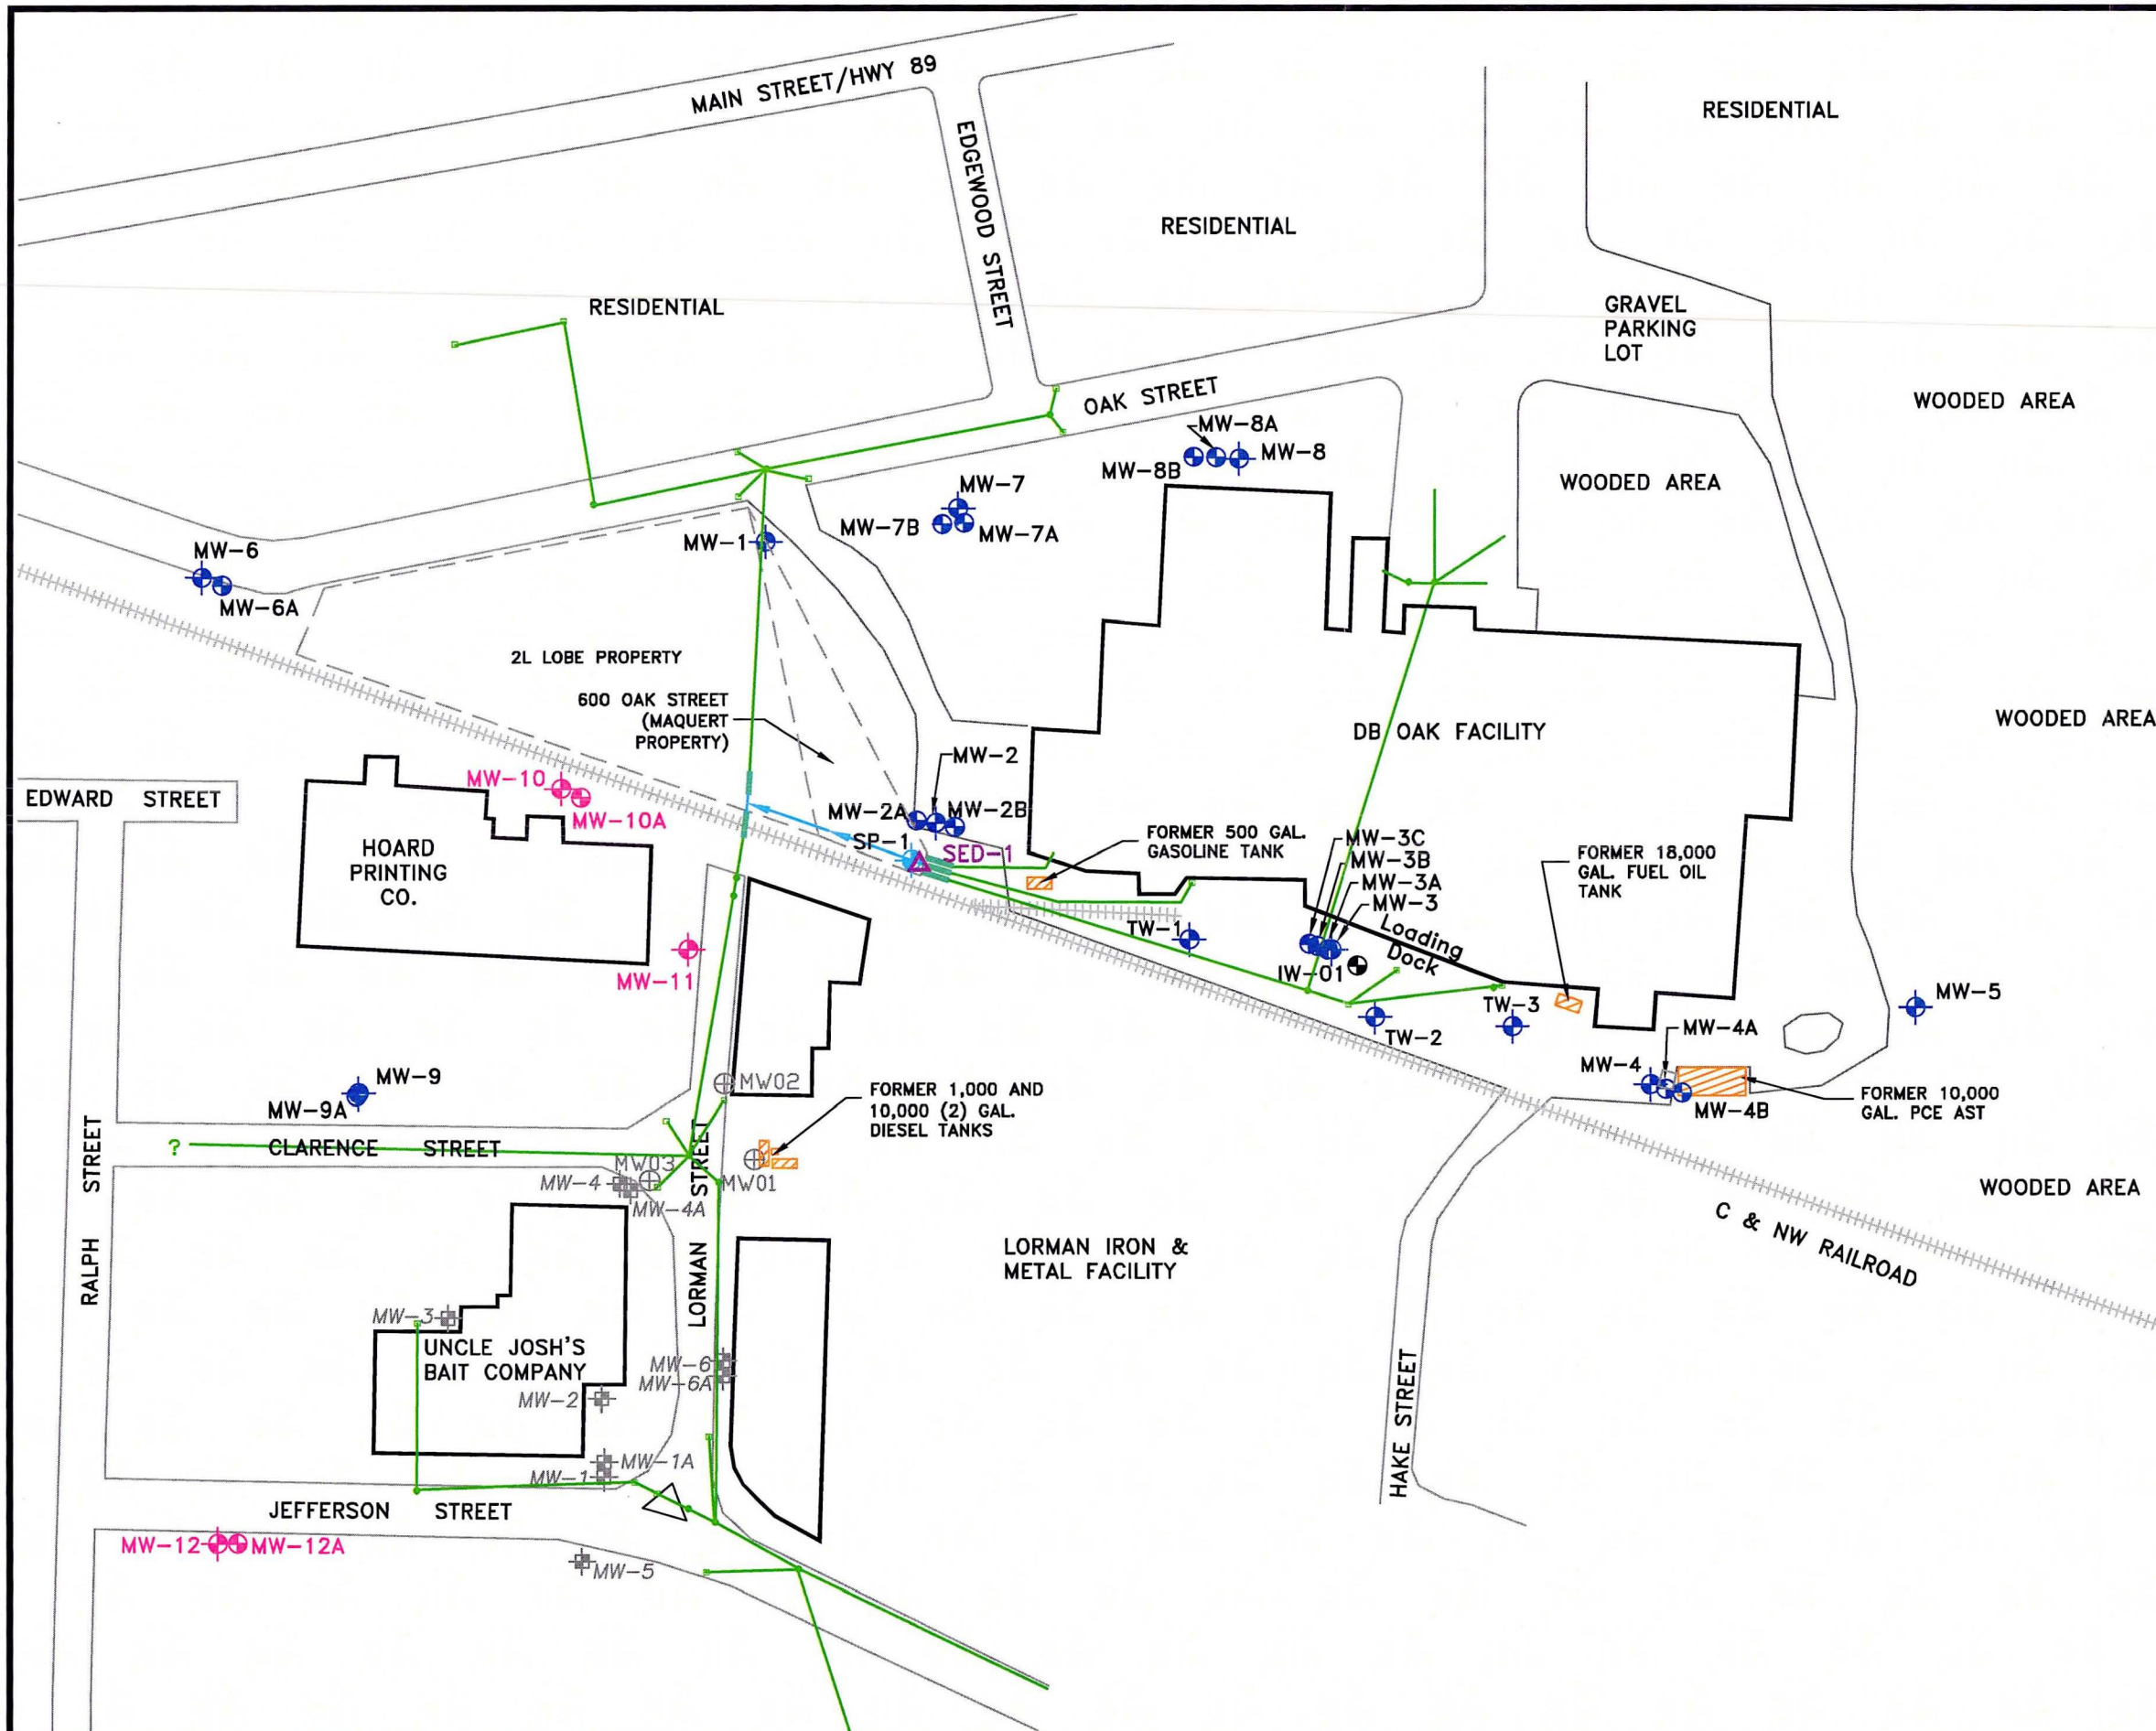 MAIN STREET/HWY 89
EDGEWOOD STREET
RESIDENTIAL
RESIDENTIAL
RESIDENTIAL
GRAVEL
PARKING
LOT
OAK STREET
WOODED AREA
WOODED AREA
MW-8A
MW-8
MW-8B
MW-7
MW-7B
MW-7A
MW-1
MW-6
MW-6A
2L LOBE PROPERTY
600 OAK STREET
(MAQUERT
PROPERTY)
DB OAK FACILITY
WOODED AREA
MW-2
MW-2A
MW-2B
SP-1
SED-1
FORMER 500 GAL.
GASOLINE TANK
MW-3C
MW-3B
MW-3A
MW-3
FORMER 18,000
GAL. FUEL OIL
TANK
EDWARD STREET
MW-10
MW-10A
HOARD
PRINTING
CO.
MW-11
TW-1
Loading
Dock
IW-01
TW-2
TW-3
MW-5
MW-4A
MW-4
MW-4B
FORMER 10,000
GAL. PCE AST
MW-9
MW-9A
MW02
FORMER 1,000 AND
10,000 (2) GAL.
DIESEL TANKS
?
CLARENCE STREET
MW03
MW-4
MW-4A
MW01
RALPH STREET
LORMAN STREET
WOODED AREA
C & NW RAILROAD
LORMAN IRON &
METAL FACILITY
MW-3
UNCLE JOSH'S
BAIT COMPANY
MW-6
MW-6A
MW-2
MW-1A
MW-1
HAKE STREET
JEFFERSON STREET
MW-12
MW-12A
MW-5